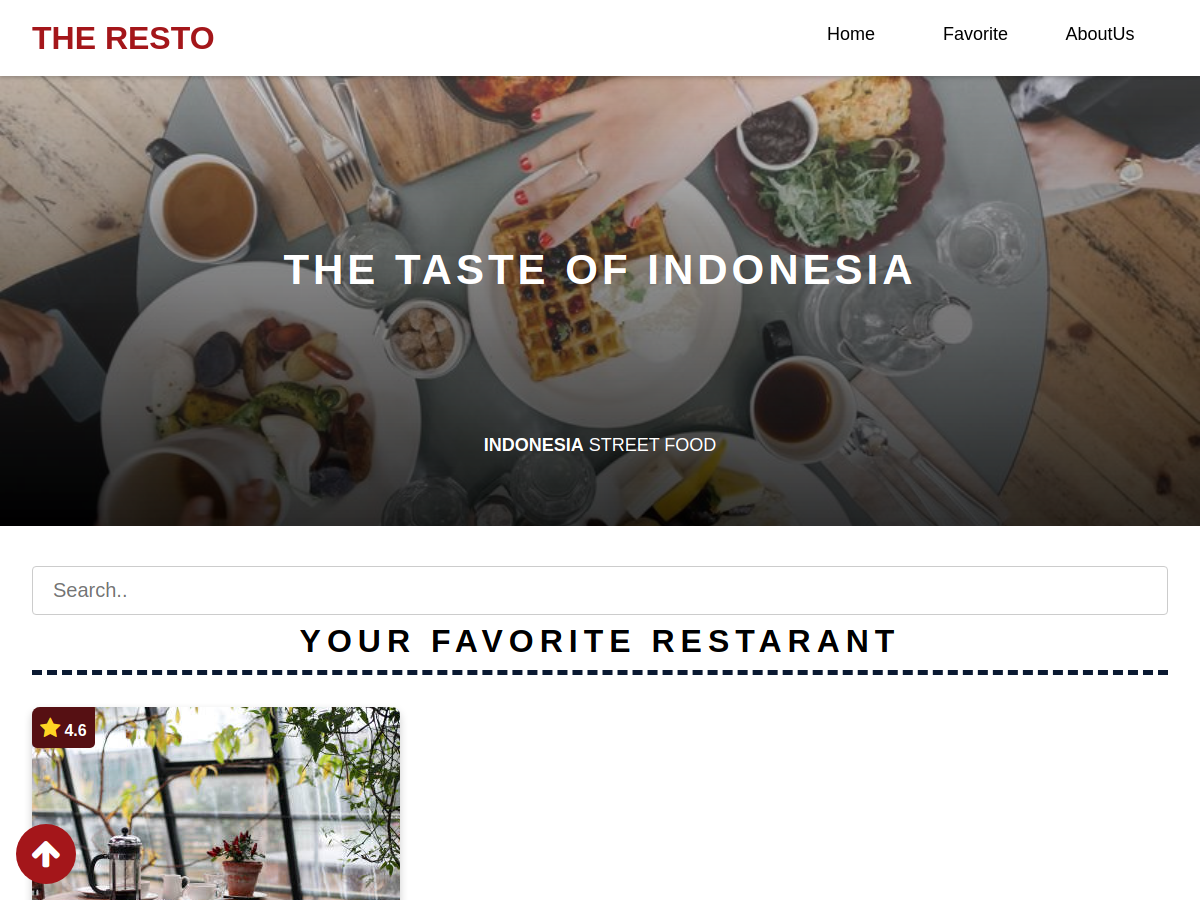 THE RESTO
Home
Favorite
AboutUs
THE TASTE OF INDONESIA
INDONESIA STREET FOOD
Search..
YOUR FAVORITE RESTARANT
4.6